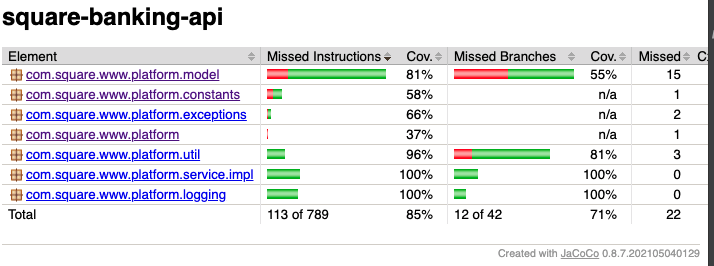 square-banking-api
Element Missed Instructions Cov. Missed Branches Cov. Missed
com.square.www.platform.model 81% 55% 15
com.square.www.platform.constants 58% n/a 1
com.square.www.platform.exceptions 66% n/a 2
com.square.www.platform 37% n/a 1
com.square.www.platform.util 96% 81% 3
com.square.www.platform.service.impl 100% 100% 0
com.square.www.platform.logging 100% 100% 0
Total 113 of 789 85% 12 of 42 71% 22
Created with JaCoCo 0.8.7.202105040129